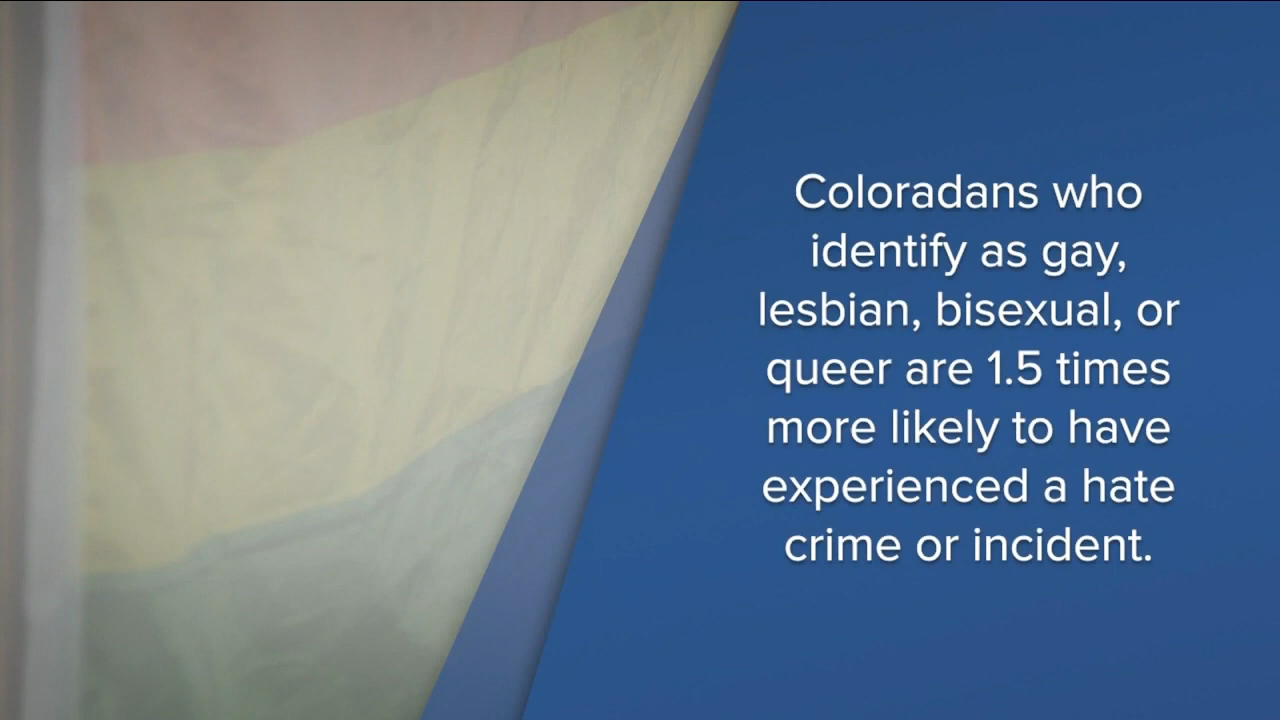 Coloradans who
identify as gay,
lesbian, bisexual, or
queer are 1.5 times
more likely to have
experienced a hate
crime or incident.